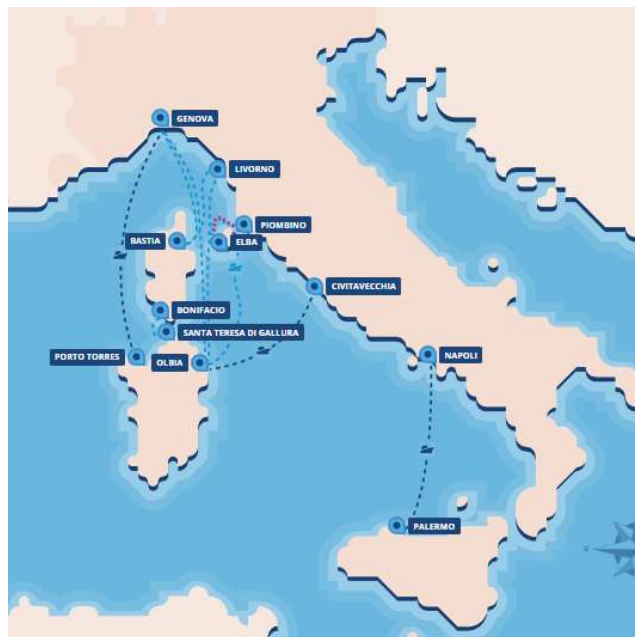 GENOVA
LIVORNO
PIOMBINO
BASTIA
ELBA
CIVITAVECCHIA
BONIFACIO
SANTA TERESA DI GALLURA
PORTO TORRES
OLBIA
NAPOLI
PALERMO